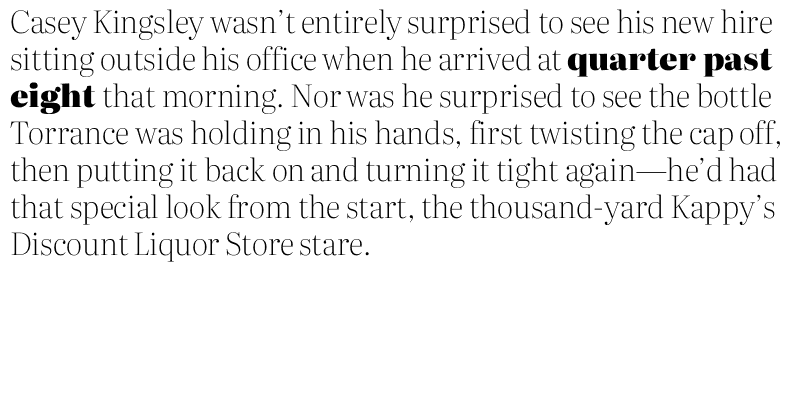 Casey Kingsley wasn’t entirely surprised to see his new hire
sitting outside his office when he arrived at quarter past
eight that morning. Nor was he surprised to see the bottle
Torrance was holding in his hands, first twisting the cap off,
then putting it back on and turning it tight again—he’d had
that special look from the start, the thousand-yard Kappy’s
Discount Liquor Store stare.